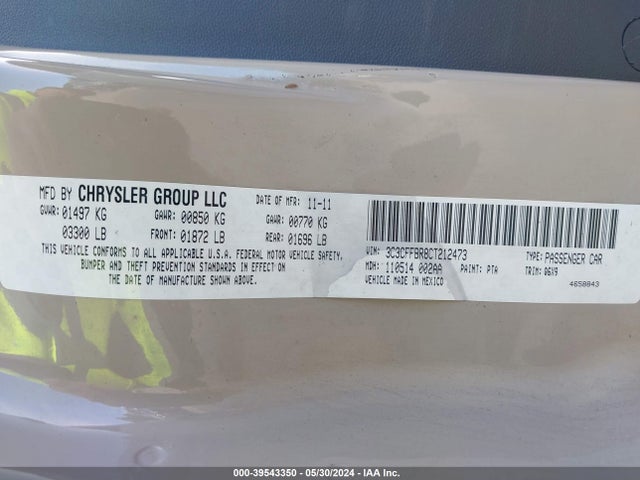 MFD BY CHRYSLER GROUP LLC DATE OF MFR: 11-11
GVWR: 01497 KG GAWR: 00850 KG GAWR: 00770 KG
03300 LB FRONT: 01872 LB REAR: 01696 LB
THIS VEHICLE CONFORMS TO ALL APPLICABLE U.S.A. FEDERAL MOTOR VEHICLE SAFETY,
BUMPER AND THEFT PREVENTION STANDARDS IN EFFECT ON
THE DATE OF MANUFACTURE SHOWN ABOVE.
VIN: 3C3CFFBR8CT212473 TYPE: PASSENGER CAR
MDH: 110514 002AA PAINT: PTA TRIM: O6X9
VEHICLE MADE IN MEXICO 4658843
000-39543350 - 05/30/2024 - IAA Inc.